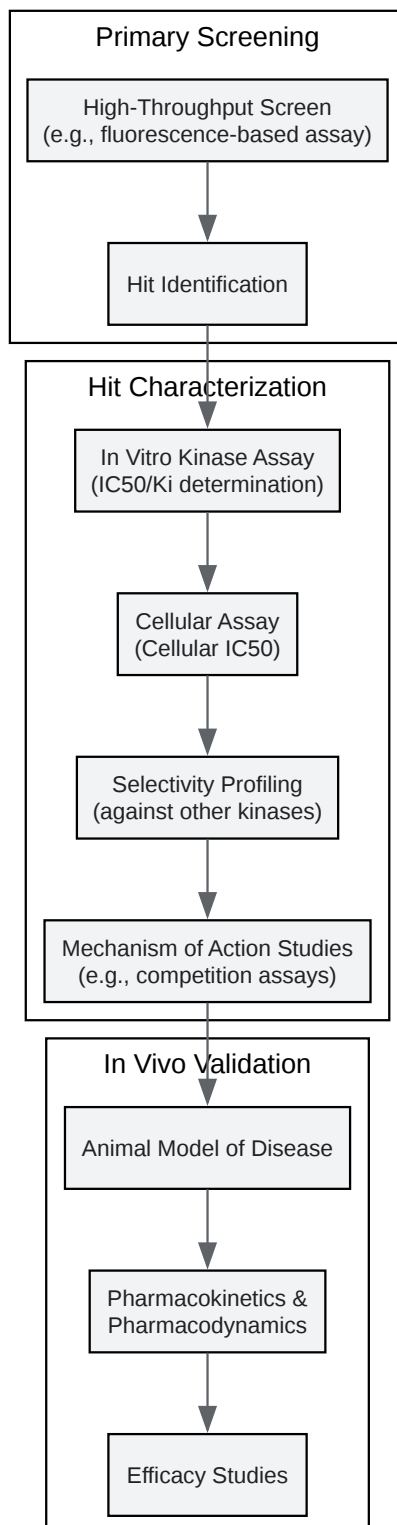 Primary Screening
High-Throughput Screen
(e.g., fluorescence-based assay)
Hit Identification
Hit Characterization
In Vitro Kinase Assay
(IC50/Ki determination)
Cellular Assay
(Cellular IC50)
Selectivity Profiling
(against other kinases)
Mechanism of Action Studies
(e.g., competition assays)
In Vivo Validation
Animal Model of Disease
Pharmacokinetics &
Pharmacodynamics
Efficacy Studies